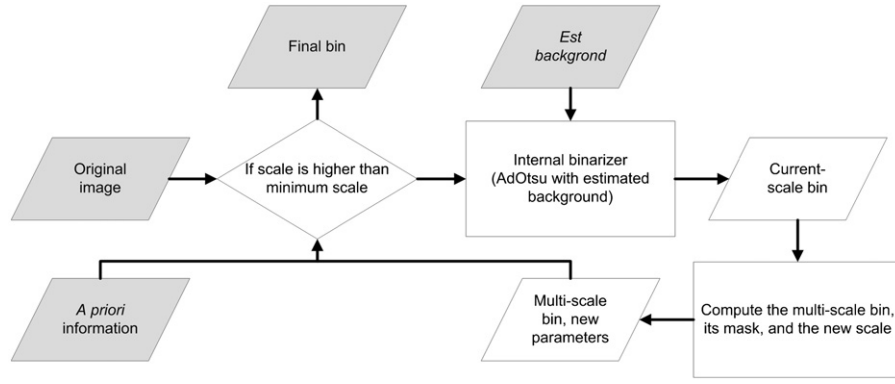 Final bin
Est
backgrond
Original
image
If scale is higher than
minimum scale
Internal binarizer
(AdOtsu with estimated
background)
Current-
scale bin
A priori
information
Multi-scale
bin, new
parameters
Compute the multi-scale bin,
its mask, and the new scale